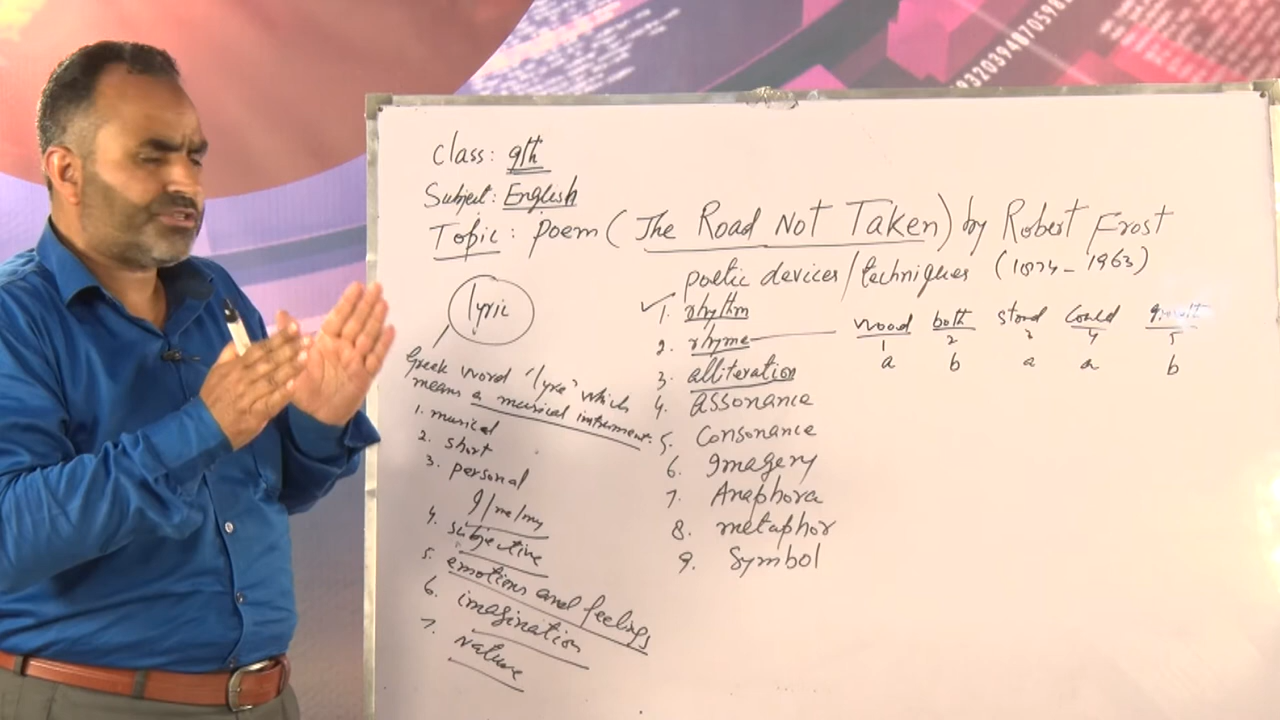 93203948705982
Class: 9th
Subject: English
Topic: Poem (The Road Not Taken) by Robert Frost
poetic devices/techniques (1874-1963)
lyric
Greek word 'lyre' which
means a musical instrument.
1. musical
2. short
3. personal
I/me/my
4. subjective
5. emotions and feelings
6. imagination
7. Nature
✓1. rhythm
2. rhyme wood both stood could growth
1 2 3 4 5
a b a a b
3. alliteration
4. assonance
5. Consonance
6. Imagery
7. Anaphora
8. metaphor
9. Symbol